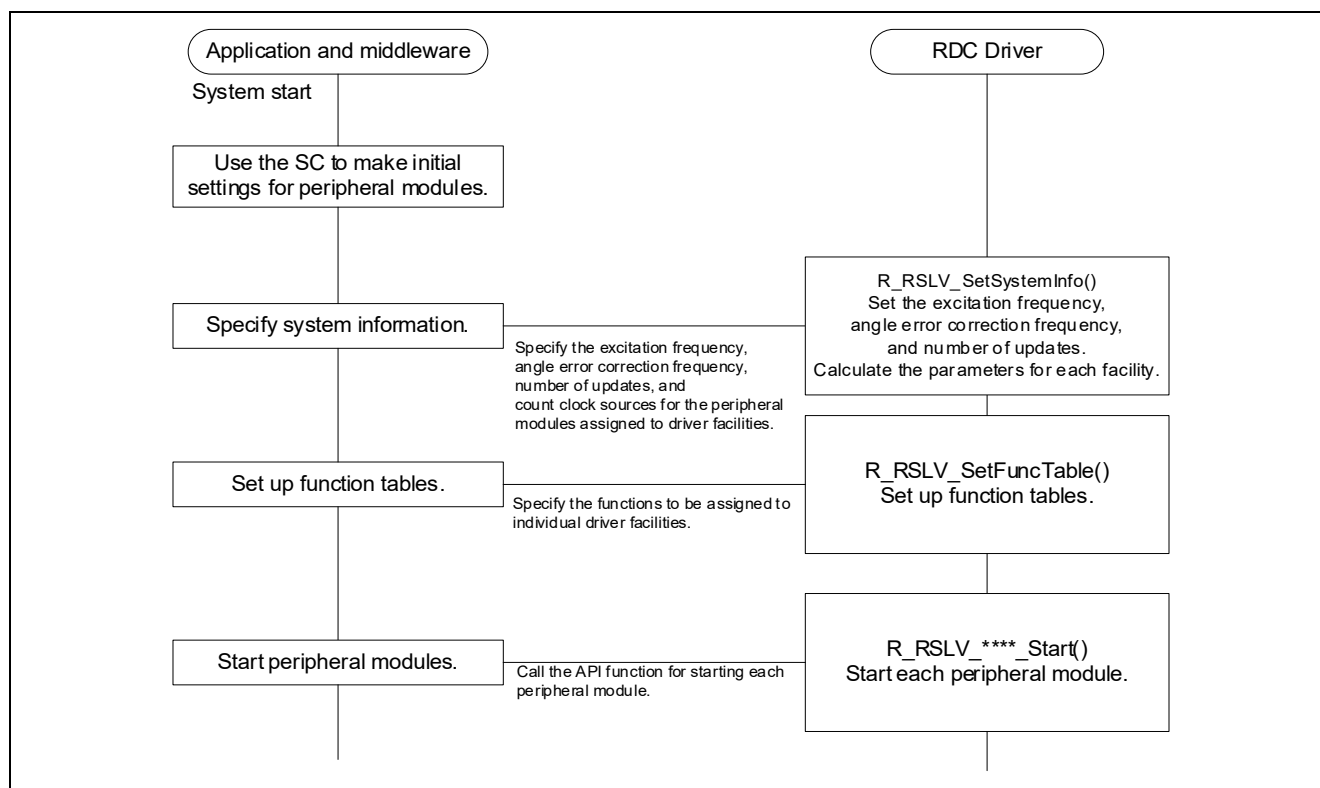 Application and middleware
RDC Driver
System start
Use the SC to make initial
settings for peripheral modules.
R_RSLV_SetSystemInfo()
Set the excitation frequency,
angle error correction frequency,
and number of updates.
Calculate the parameters for each facility.
Specify system information.
Specify the excitation frequency,
angle error correction frequency,
number of updates, and
count clock sources for the peripheral
modules assigned to driver facilities.
Set up function tables.
R_RSLV_SetFuncTable()
Set up function tables.
Specify the functions to be assigned to
individual driver facilities.
Start peripheral modules.
R_RSLV_****_Start()
Start each peripheral module.
Call the API function for starting each
peripheral module.